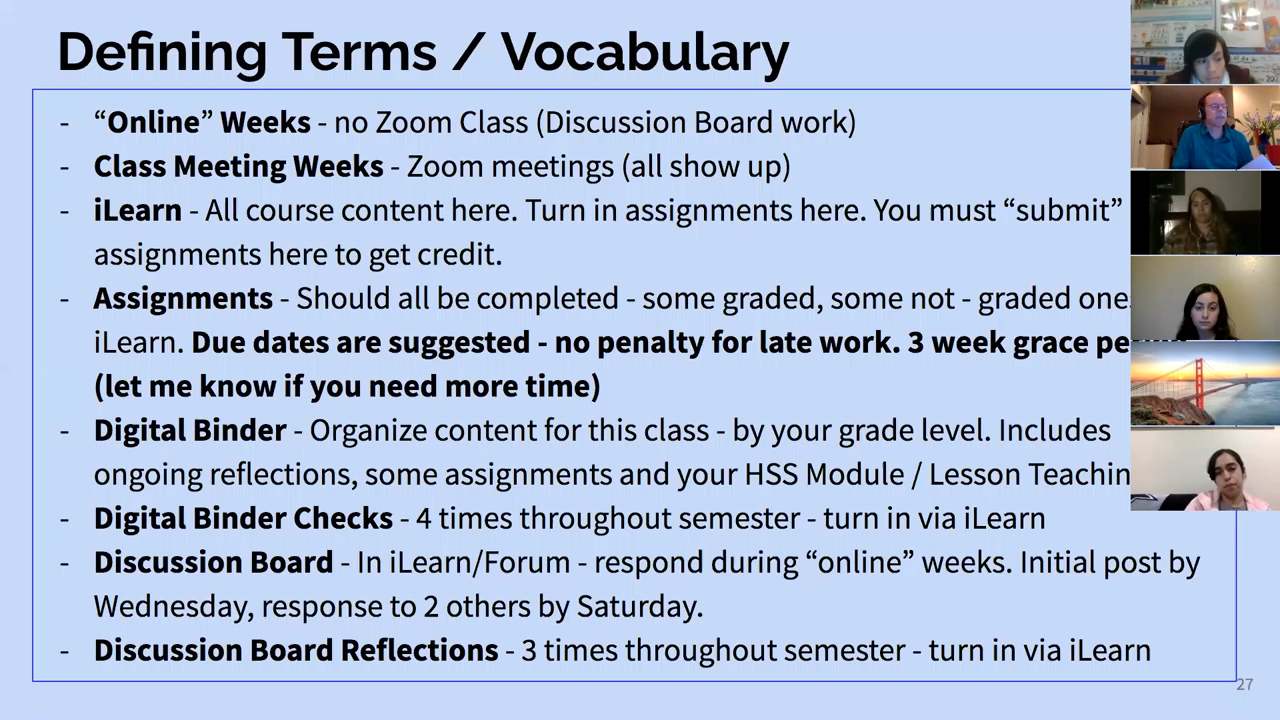 Defining Terms / Vocabulary
- “Online” Weeks - no Zoom Class (Discussion Board work)
- Class Meeting Weeks - Zoom meetings (all show up)
- iLearn - All course content here. Turn in assignments here. You must “submit”
assignments here to get credit.
- Assignments - Should all be completed - some graded, some not - graded
iLearn. Due dates are suggested - no penalty for late work. 3 week grace
(let me know if you need more time)
- Digital Binder - Organize content for this class - by your grade level. Includes
ongoing reflections, some assignments and your HSS Module / Lesson
- Digital Binder Checks - 4 times throughout semester - turn in via iLearn
- Discussion Board - In iLearn/Forum - respond during “online” weeks. Initial post by
Wednesday, response to 2 others by Saturday.
- Discussion Board Reflections - 3 times throughout semester - turn in via iLearn
27